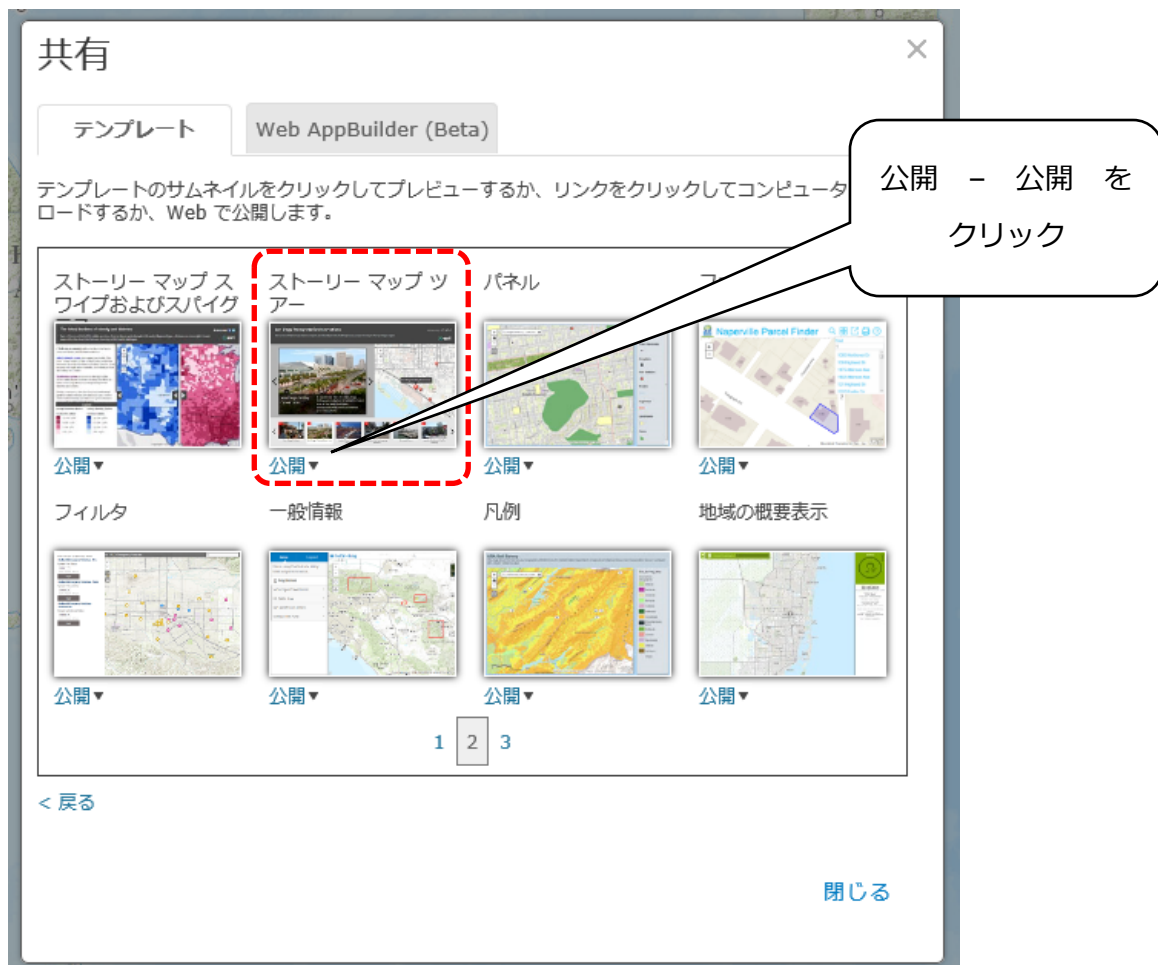 共有
×
テンプレート
Web AppBuilder (Beta)
テンプレートのサムネイルをクリックしてプレビューするか、リンクをクリックしてコンピュータ
ロードするか、Web で公開します。
公開 – 公開 を
クリック
ストーリー マップ ス
ワイプおよびスパイグ
ストーリー マップ ツ
アー
パネル
Naperville Parcel Finder
公開▼
公開▼
公開▼
公開▼
フィルタ
一般情報
凡例
地域の概要表示
公開▼
公開▼
公開▼
公開▼
1 2 3
< 戻る
閉じる